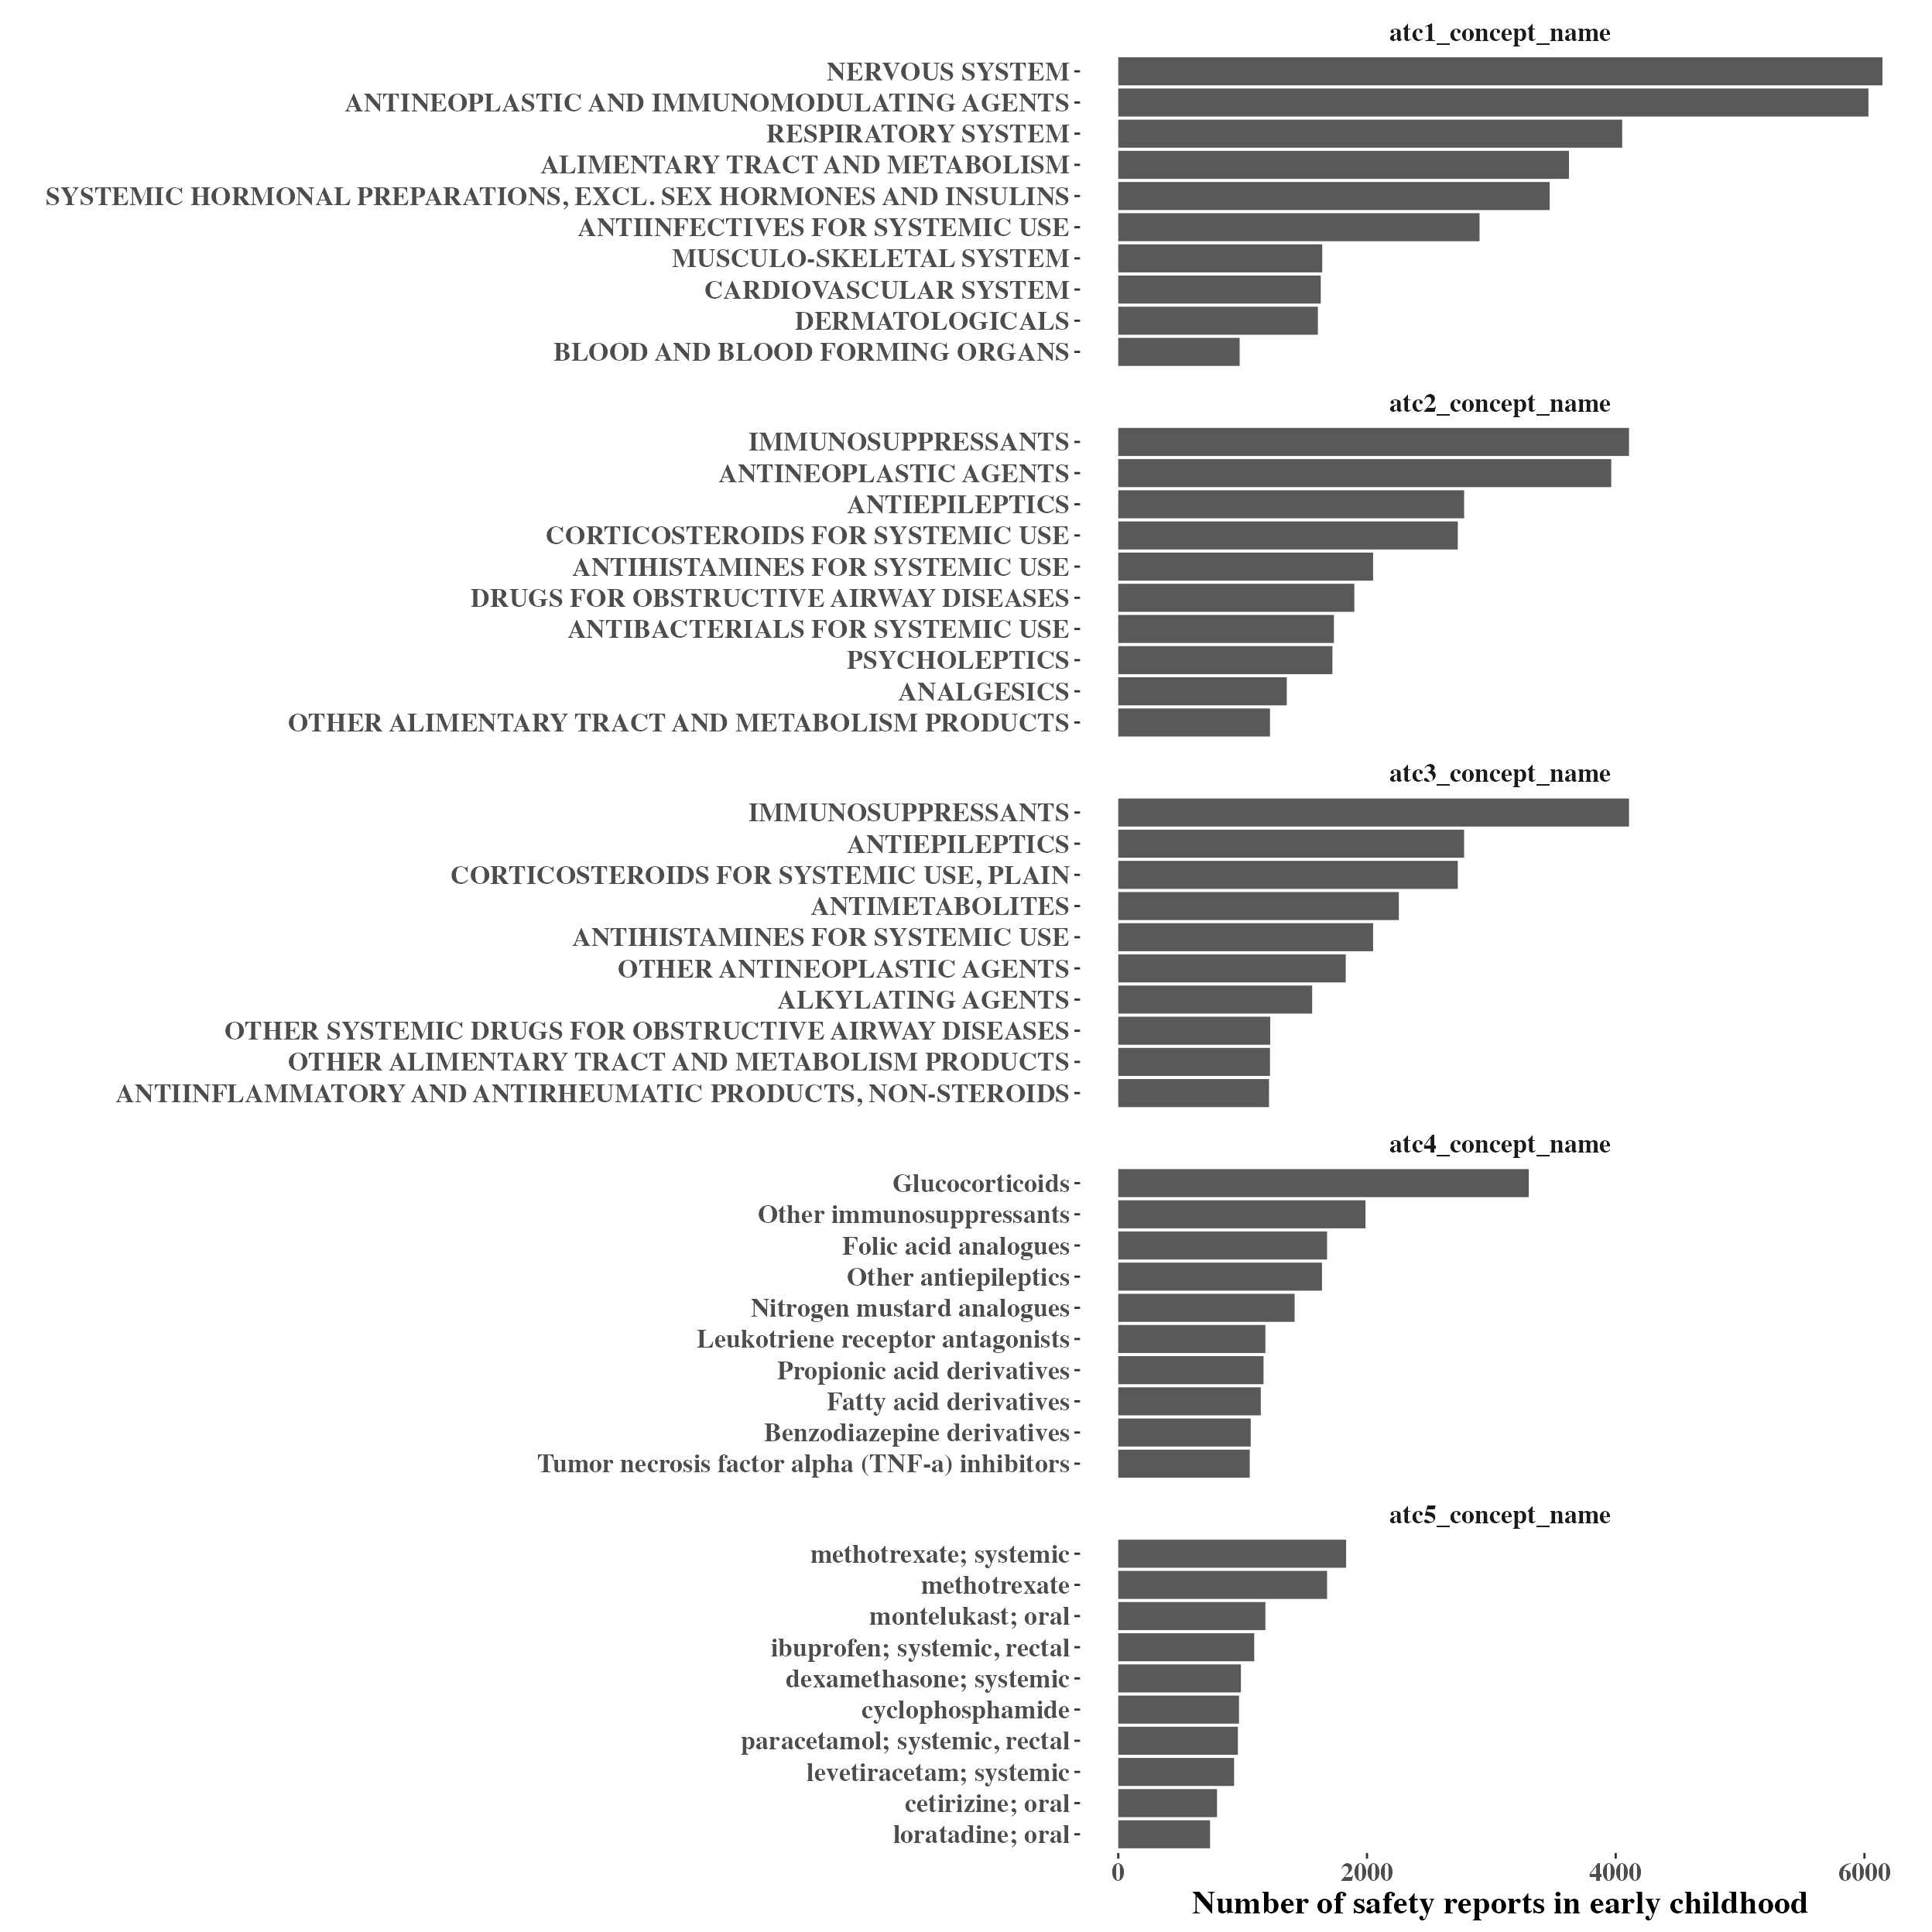 atc1_concept_name
NERVOUS SYSTEM
ANTINEOPLASTIC AND IMMUNOMODULATING AGENTS
RESPIRATORY SYSTEM
ALIMENTARY TRACT AND METABOLISM
SYSTEMIC HORMONAL PREPARATIONS, EXCL. SEX HORMONES AND INSULINS
ANTIINFECTIVES FOR SYSTEMIC USE
MUSCULO-SKELETAL SYSTEM
CARDIOVASCULAR SYSTEM
DERMATOLOGICALS
BLOOD AND BLOOD FORMING ORGANS
atc2_concept_name
IMMUNOSUPPRESSANTS
ANTINEOPLASTIC AGENTS
ANTIEPILEPTICS
CORTICOSTEROIDS FOR SYSTEMIC USE
ANTIHISTAMINES FOR SYSTEMIC USE
DRUGS FOR OBSTRUCTIVE AIRWAY DISEASES
ANTIBACTERIALS FOR SYSTEMIC USE
PSYCHOLEPTICS
ANALGESICS
OTHER ALIMENTARY TRACT AND METABOLISM PRODUCTS
atc3_concept_name
IMMUNOSUPPRESSANTS
ANTIEPILEPTICS
CORTICOSTEROIDS FOR SYSTEMIC USE, PLAIN
ANTIMETABOLITES
ANTIHISTAMINES FOR SYSTEMIC USE
OTHER ANTINEOPLASTIC AGENTS
ALKYLATING AGENTS
OTHER SYSTEMIC DRUGS FOR OBSTRUCTIVE AIRWAY DISEASES
OTHER ALIMENTARY TRACT AND METABOLISM PRODUCTS
ANTIINFLAMMATORY AND ANTIRHEUMATIC PRODUCTS, NON-STEROIDS
atc4_concept_name
Glucocorticoids
Other immunosuppressants
Folic acid analogues
Other antiepileptics
Nitrogen mustard analogues
Leukotriene receptor antagonists
Propionic acid derivatives
Fatty acid derivatives
Benzodiazepine derivatives
Tumor necrosis factor alpha (TNF-a) inhibitors
atc5_concept_name
methotrexate; systemic
methotrexate
montelukast; oral
ibuprofen; systemic, rectal
dexamethasone; systemic
cyclophosphamide
paracetamol; systemic, rectal
levetiracetam; systemic
cetirizine; oral
loratadine; oral
0 2000 4000 6000
Number of safety reports in early childhood